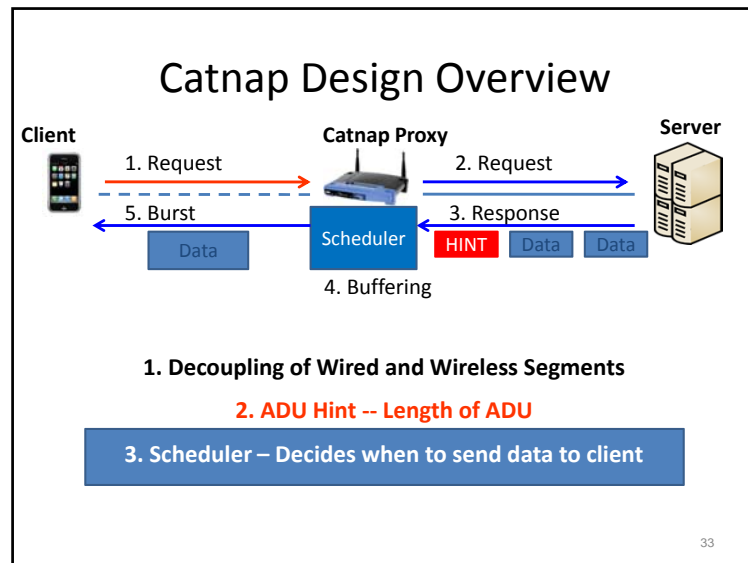 Catnap Design Overview
Client
Catnap Proxy
Server
1. Request
2. Request
5. Burst
3. Response
Data
Scheduler
HINT
Data
Data
4. Buffering
1. Decoupling of Wired and Wireless Segments
2. ADU Hint -- Length of ADU
3. Scheduler – Decides when to send data to client
33